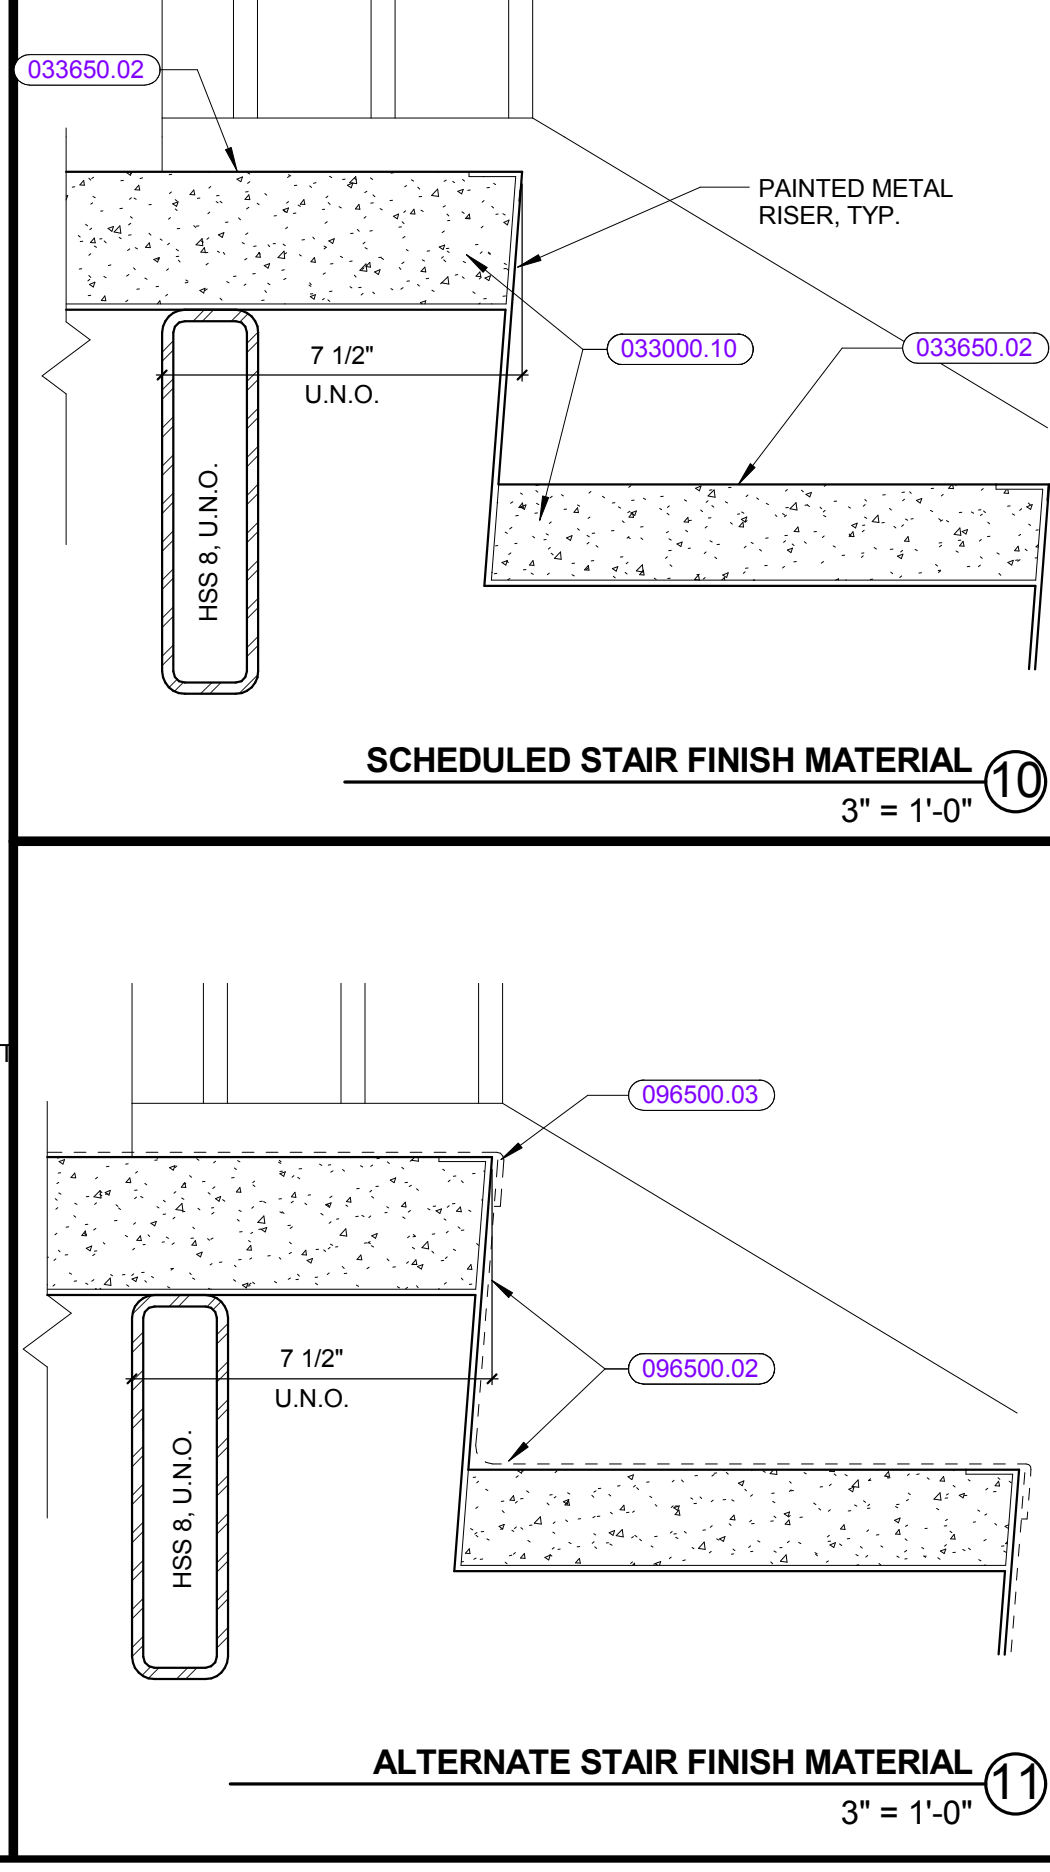 033650.02
PAINTED METAL
RISER, TYP.
033000.10
033650.02
7 1/2"
U.N.O.
HSS 8, U.N.O.
SCHEDULED STAIR FINISH MATERIAL
10
3" = 1'-0"
T
096500.03
7 1/2"
U.N.O.
096500.02
HSS 8, U.N.O.
ALTERNATE STAIR FINISH MATERIAL
11
3" = 1'-0"